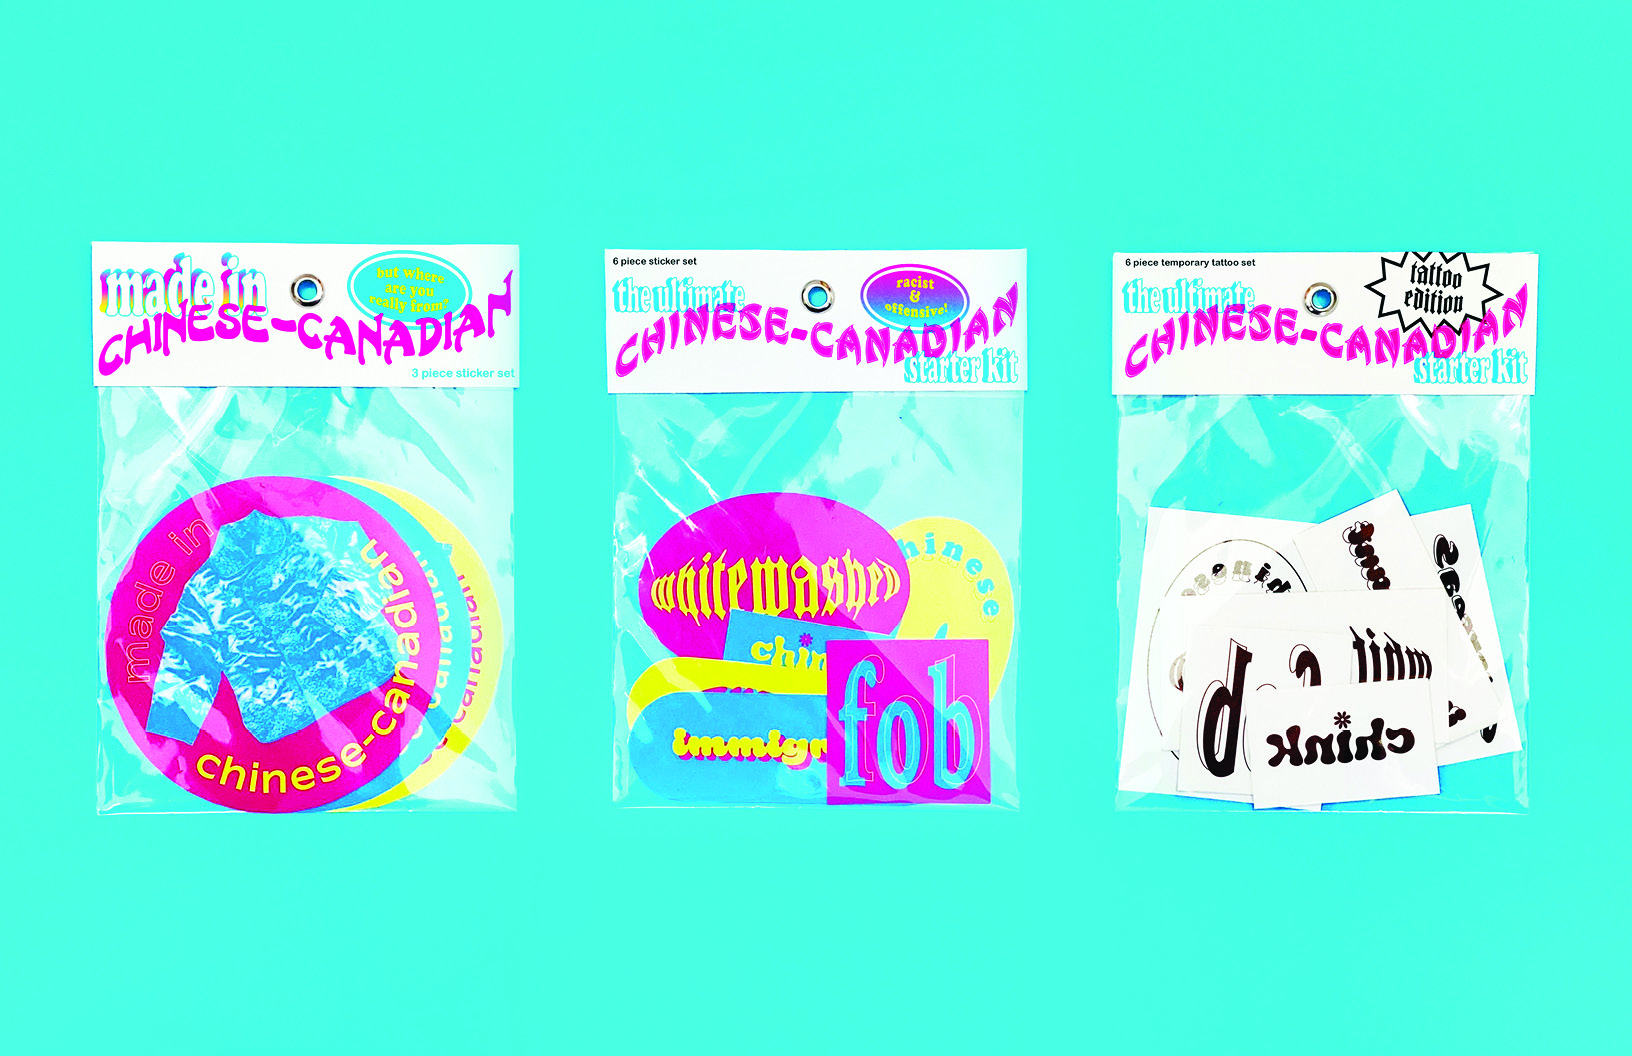 made in
CHINESE-CANADIAN
but where
are you
really from?
3 piece sticker set
made in
chinese-canadian
6 piece sticker set
the ultimate
CHINESE-CANADIAN
starter kit
racist
&
offensive!
whitewashed
chinese
chin
immigr
fob
6 piece temporary tattoo set
the ultimate
CHINESE-CANADIAN
starter kit
tattoo
edition
chink